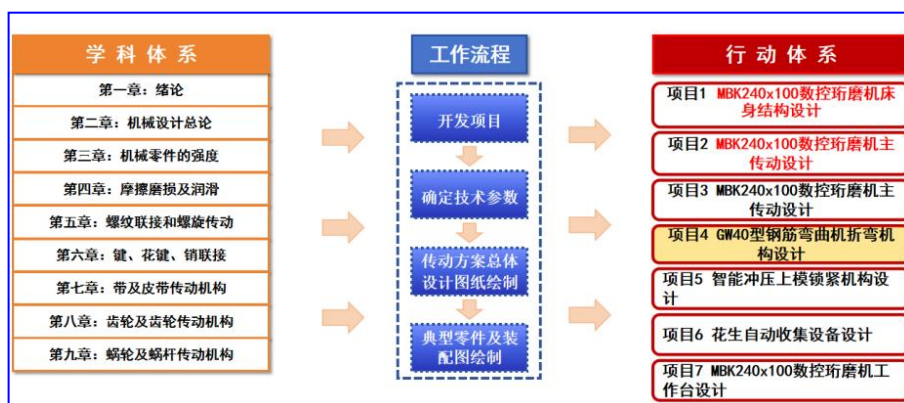 学科体系
第一章：绪论
第二章：机械设计总论
第三章：机械零件的强度
第四章：摩擦磨损及润滑
第五章：螺纹联接和螺旋传动
第六章：键、花键、销联接
第七章：带及皮带传动机构
第八章：齿轮及齿轮传动机构
第九章：蜗轮及蜗杆传动机构
工作流程
开发项目
确定技术参数
传动方案总体
设计图纸绘制
典型零件及装
配图绘制
行动体系
项目1 MBK240x100数控珩磨机床
身结构设计
项目2 MBK240x100数控珩磨机主
传动设计
项目3 MBK240x100数控珩磨机主
传动设计
项目4 GW40型钢筋弯曲机折弯机
构设计
项目5 智能冲压上模锁紧机构设
计
项目6 花生自动收集设备设计
项目7 MBK240x100数控珩磨机工
作台设计